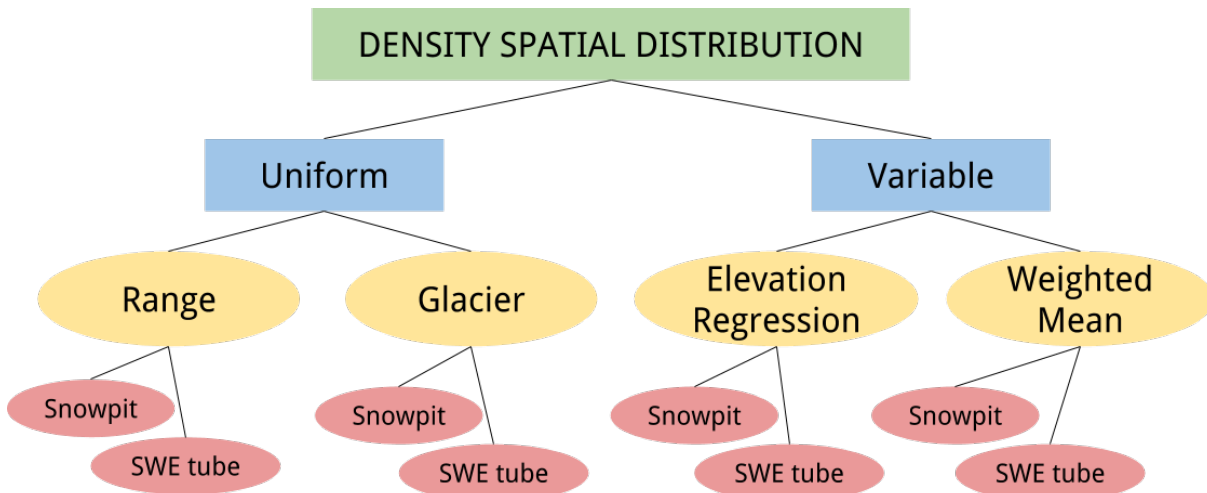 DENSITY SPATIAL DISTRIBUTION
Uniform
Variable
Range
Glacier
Elevation
Regression
Weighted
Mean
Snowpit
SWE tube
Snowpit
SWE tube
Snowpit
SWE tube
Snowpit
SWE tube